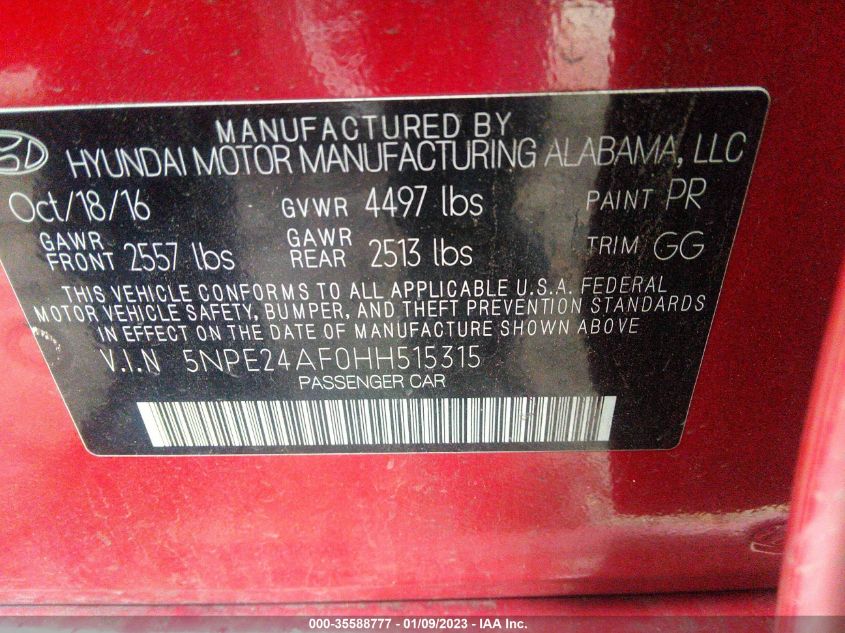 MANUFACTURED BY
HYUNDAI MOTOR MANUFACTURING ALABAMA, LLC
Oct/18/16 GVWR 4497 lbs PAINT PR
GAWR FRONT 2557 lbs GAWR REAR 2513 lbs TRIM GG
THIS VEHICLE CONFORMS TO ALL APPLICABLE U.S.A. FEDERAL
MOTOR VEHICLE SAFETY, BUMPER, AND THEFT PREVENTION STANDARDS
IN EFFECT ON THE DATE OF MANUFACTURE SHOWN ABOVE
V.I.N 5NPE24AF0HH515315
PASSENGER CAR
000-35588777 - 01/09/2023 - IAA Inc.